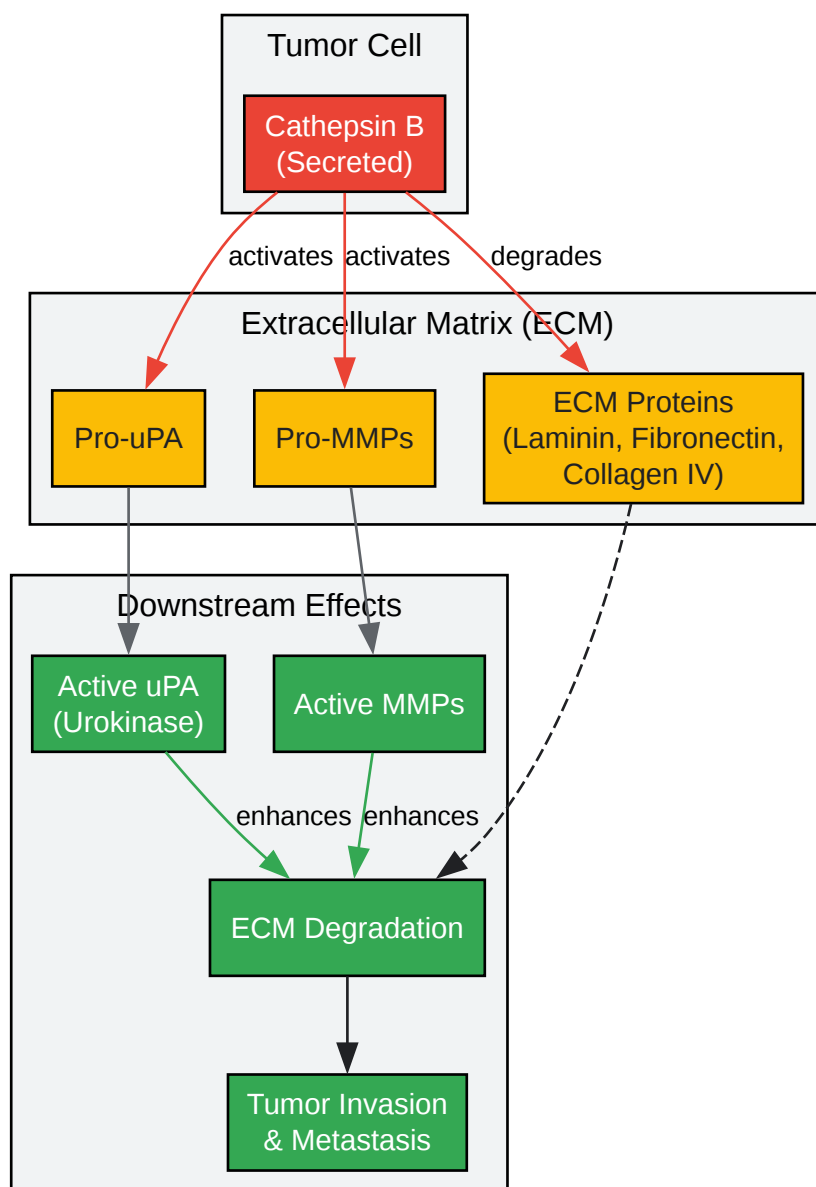 Tumor Cell
Cathepsin B
(Secreted)
activates
activates
degrades
Extracellular Matrix (ECM)
Pro-uPA
Pro-MMPs
ECM Proteins
(Laminin, Fibronectin,
Collagen IV)
Downstream Effects
Active uPA
(Urokinase)
Active MMPs
enhances
enhances
ECM Degradation
Tumor Invasion
& Metastasis